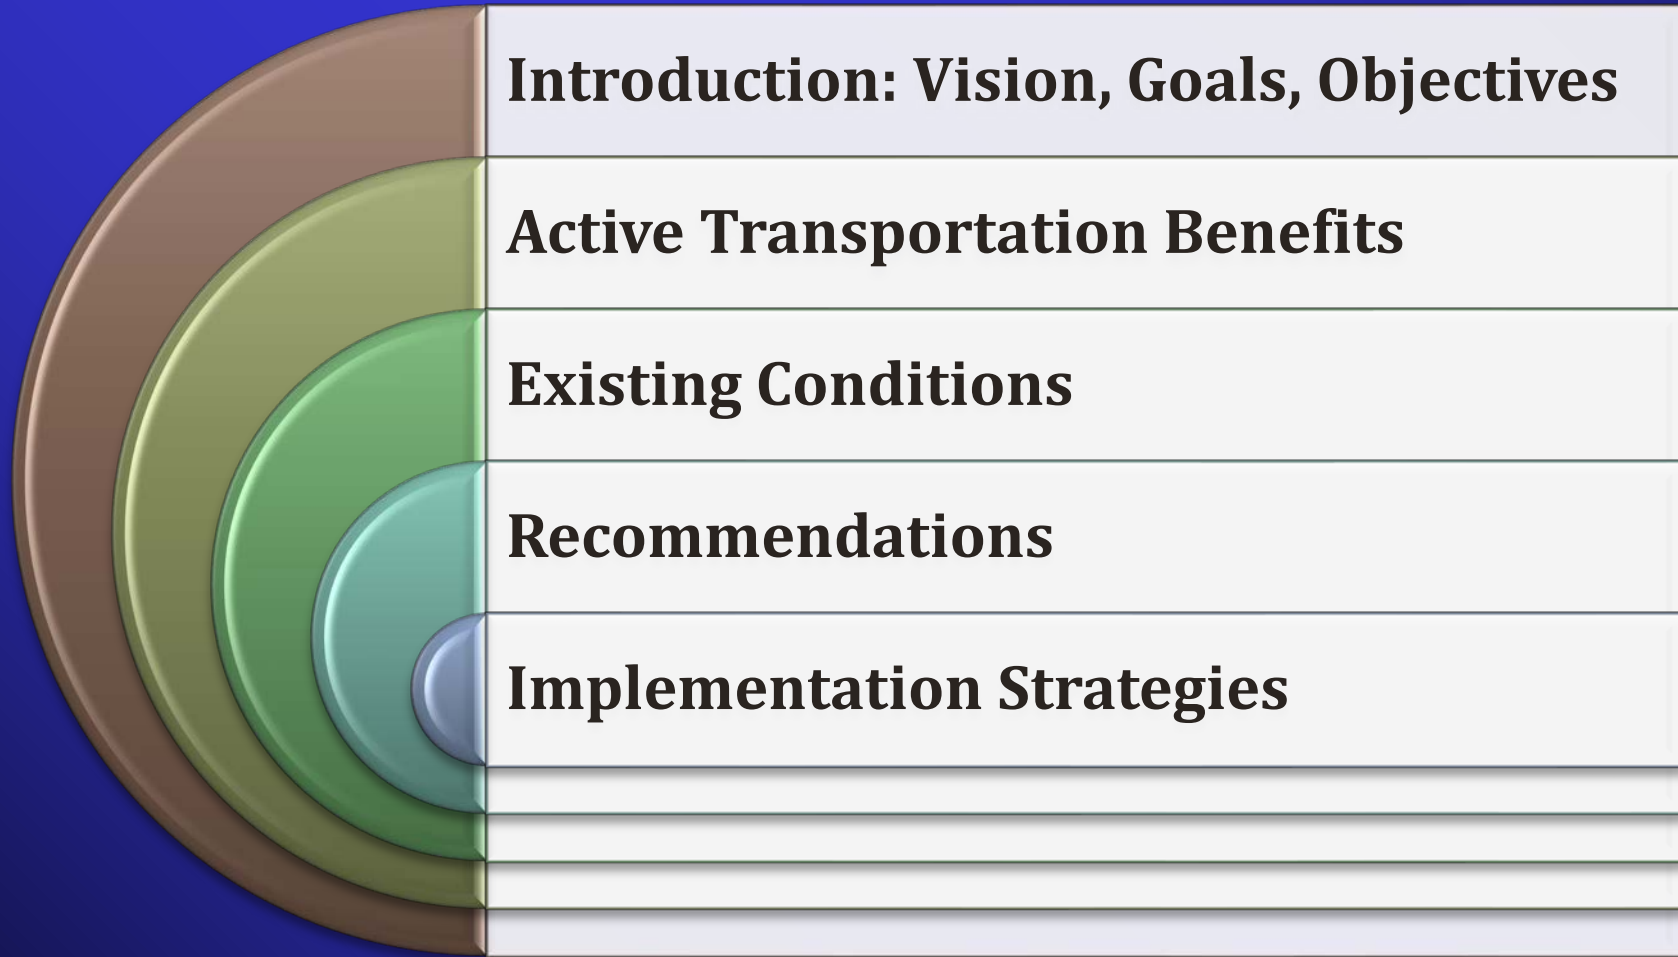 Introduction: Vision, Goals, Objectives
Active Transportation Benefits
Existing Conditions
Recommendations
Implementation Strategies